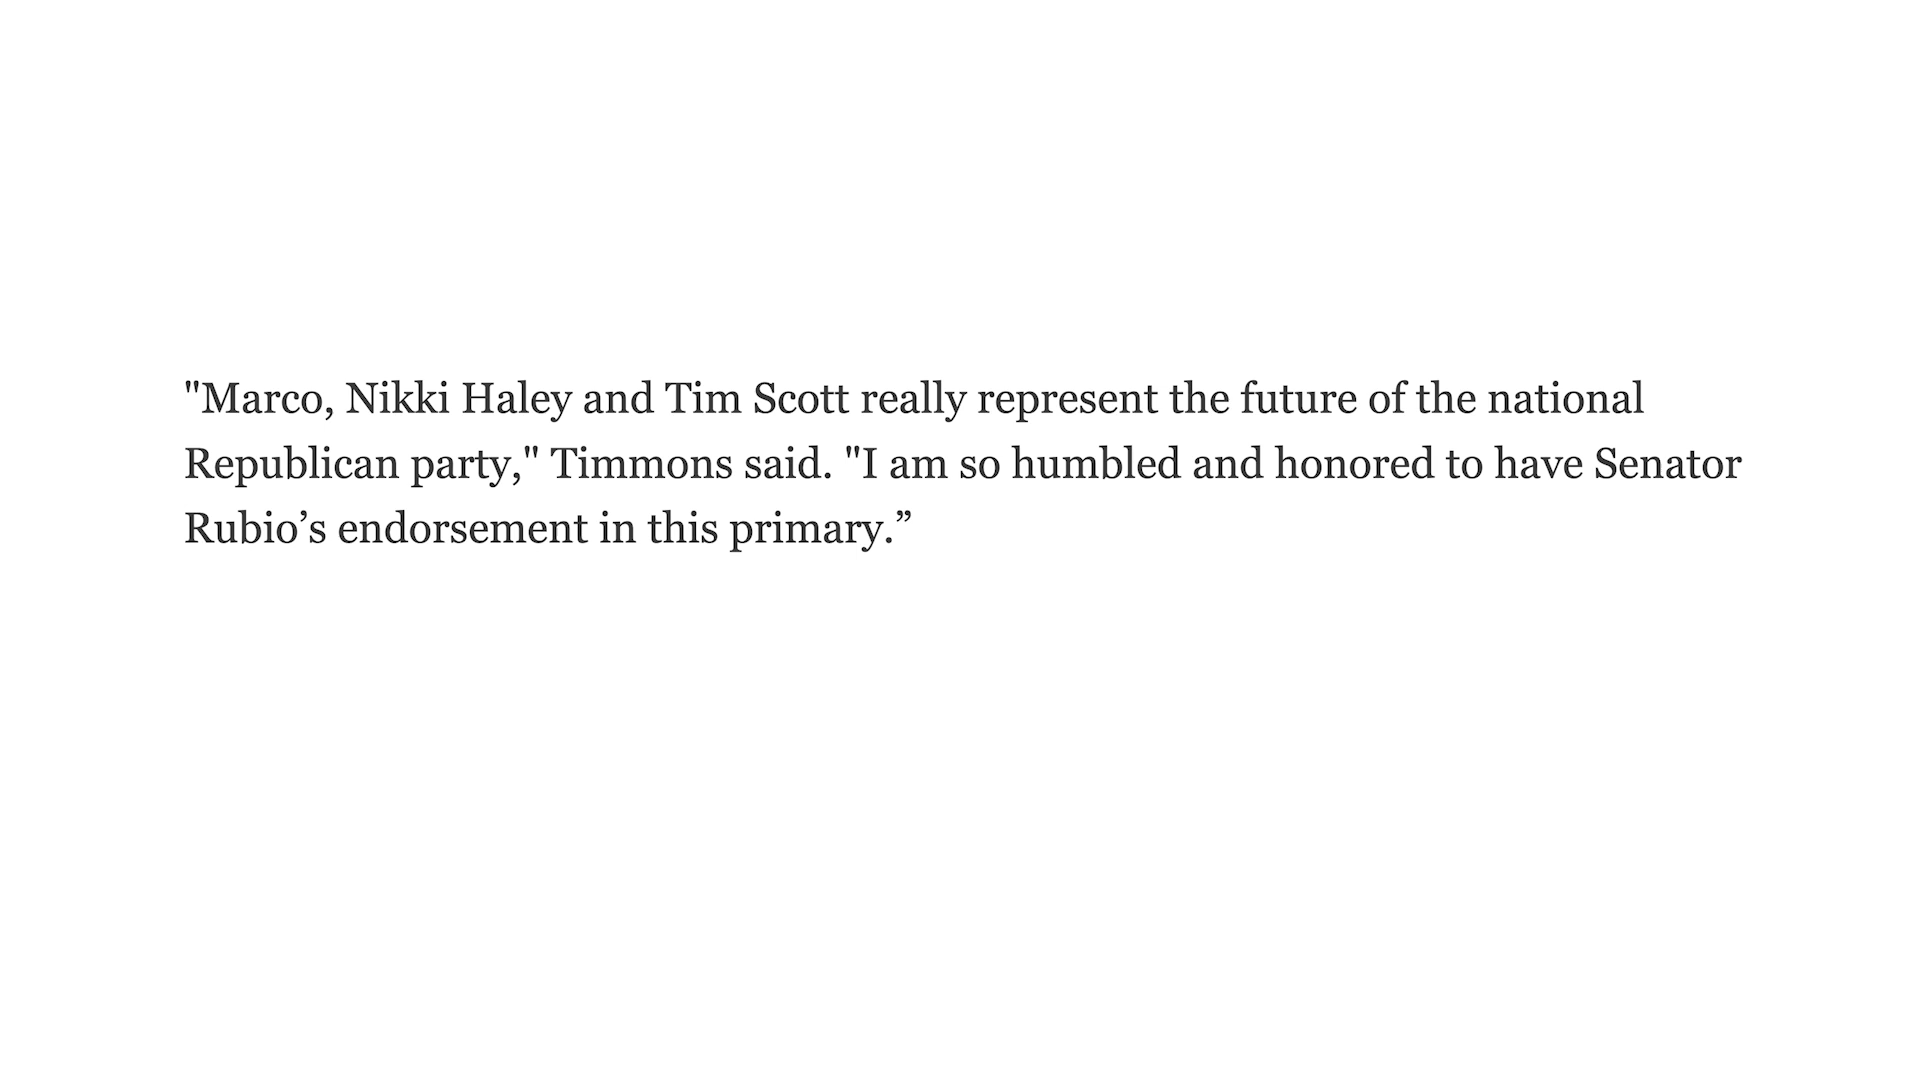 "Marco, Nikki Haley and Tim Scott really represent the future of the national
Republican party," Timmons said. "I am so humbled and honored to have Senator
Rubio’s endorsement in this primary.”